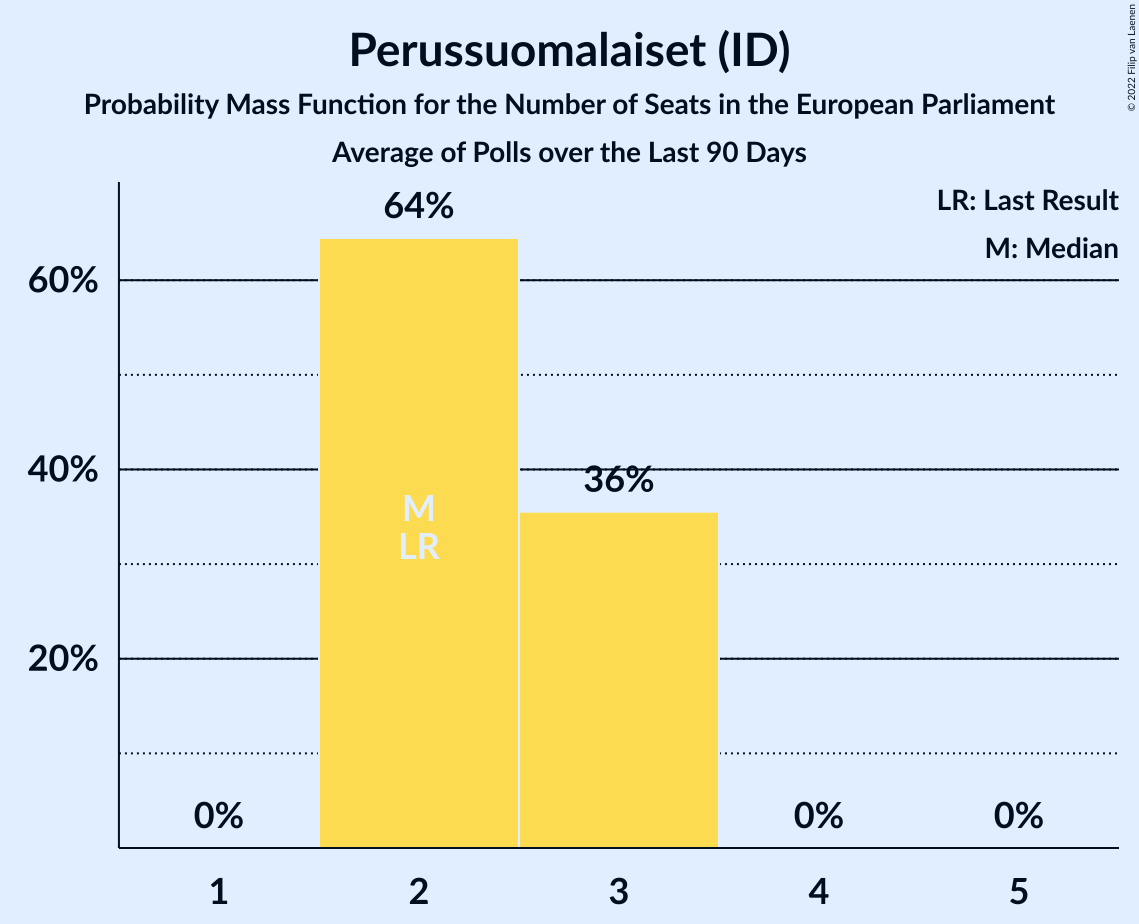 Perussuomalaiset (ID)
Probability Mass Function for the Number of Seats in the European Parliament
Average of Polls over the Last 90 Days
© 2022 Filip van Laenen
LR: Last Result
M: Median
64%
60%
40%
36%
M
LR
20%
0%
0%
0%
1
2
3
4
5